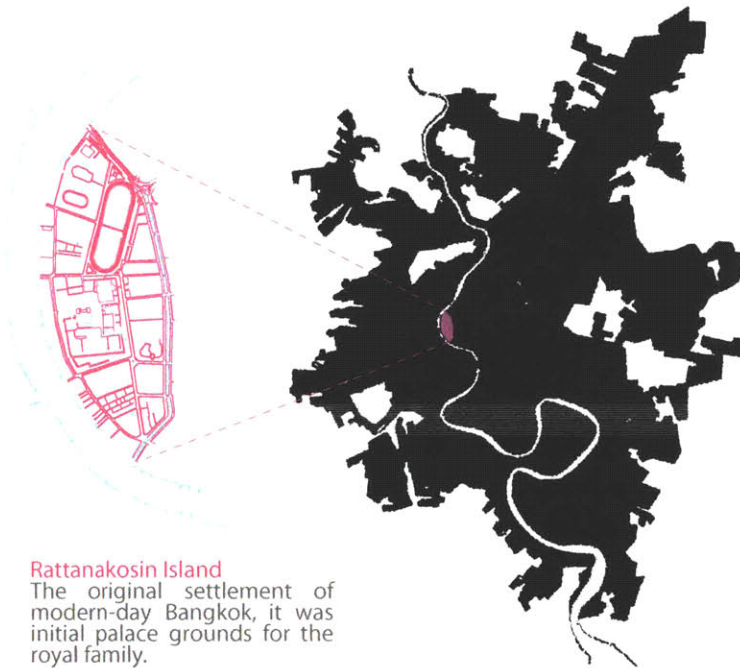 Rattanakosin Island
The original settlement of
modern-day Bangkok, it was
initial palace grounds for the
royal family.